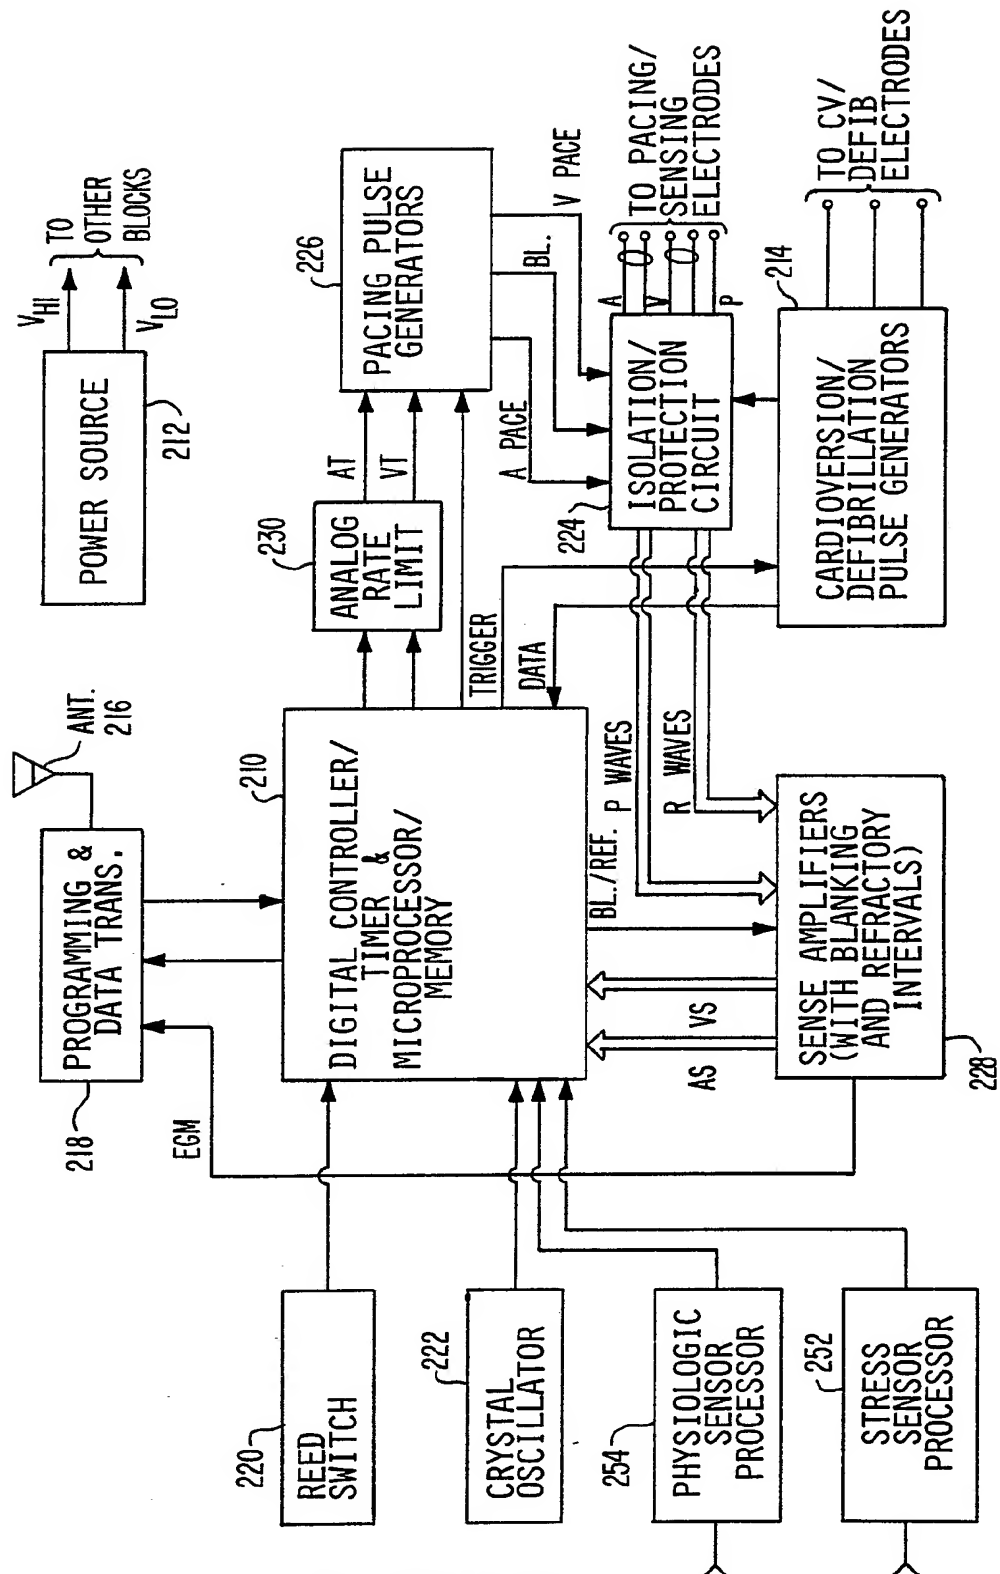 POWER SOURCE
212
VHI
VLO
TO
OTHER
BLOCKS
ANT.
216
PROGRAMMING &
DATA TRANS.
218
EGM
210
DIGITAL CONTROLLER/
TIMER
&
MICROPROCESSOR/
MEMORY
230
ANALOG
RATE
LIMIT
AT
VT
226
PACING PULSE
GENERATORS
TRIGGER
DATA
A PACE
BL.
V PACE
224
ISOLATION/
PROTECTION
CIRCUIT
A
V
P
TO PACING/
SENSING
ELECTRODES
P WAVES
R WAVES
BL./REF.
VS
AS
SENSE AMPLIFIERS
(WITH BLANKING
AND REFRACTORY
INTERVALS)
228
214
CARDIOVERSION/
DEFIBRILLATION
PULSE GENERATORS
TO CV/
DEFIB
ELECTRODES
220
REED
SWITCH
222
CRYSTAL
OSCILLATOR
254
PHYSIOLOGIC
SENSOR
PROCESSOR
252
STRESS
SENSOR
PROCESSOR